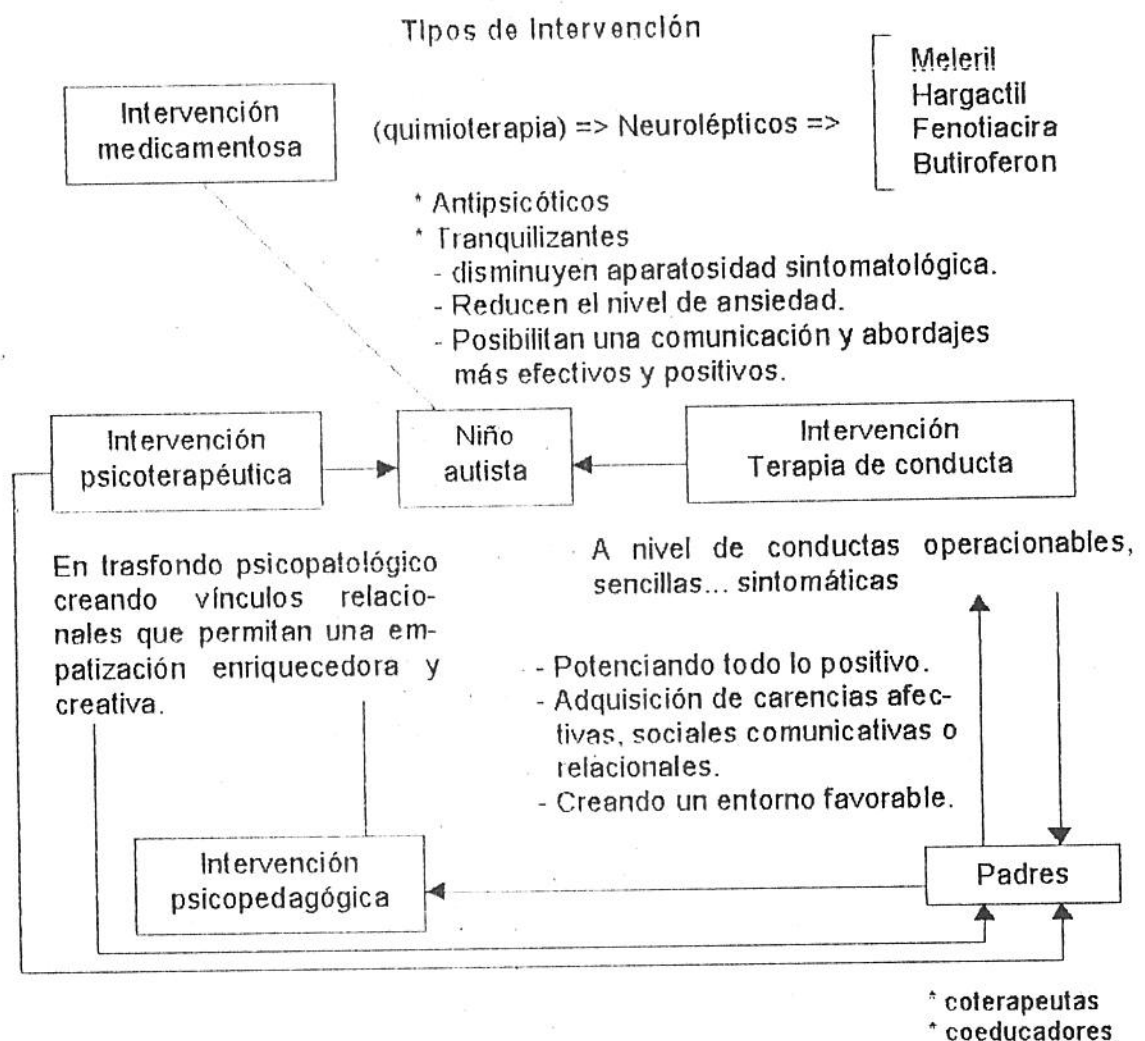 Tipos de Intervención
Intervención
medicamentosa
(quimioterapia) => Neurolépticos =>
Meleril
Hargactil
Fenotiacira
Butiroferon
* Antipsicóticos
* Tranquilizantes
- disminuyen aparatosidad sintomatológica.
- Reducen el nivel de ansiedad.
- Posibilitan una comunicación y abordajes
más efectivos y positivos.
Intervención
psicoterapéutica
Niño
autista
Intervención
Terapia de conducta
En trasfondo psicopatológico
creando vínculos relacio-
nales que permitan una em-
patización enriquecedora y
creativa.
A nivel de conductas operacionables,
sencillas... sintomáticas
- Potenciando todo lo positivo.
- Adquisición de carencias afec-
tivas, sociales comunicativas o
relacionales.
- Creando un entorno favorable.
Intervención
psicopedagógica
Padres
* coterapeutas
* coeducadores